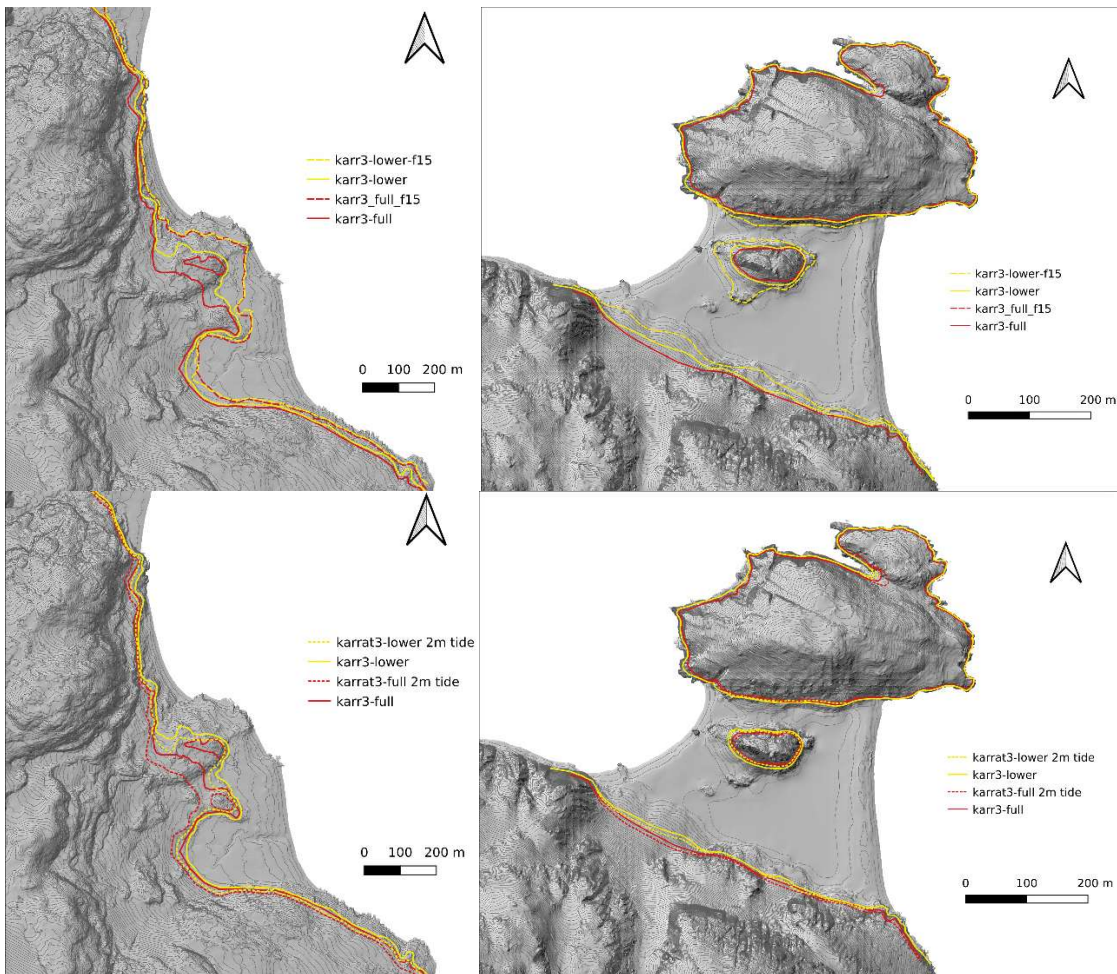 karr3-lower-f15
karr3-lower
karr3_full_f15
karr3-full
0 100 200 m
karr3-lower-f15
karr3-lower
karr3_full_f15
karr3-full
0 100 200 m
karrat3-lower 2m tide
karr3-lower
karrat3-full 2m tide
karr3-full
0 100 200 m
karrat3-lower 2m tide
karr3-lower
karrat3-full 2m tide
karr3-full
0 100 200 m